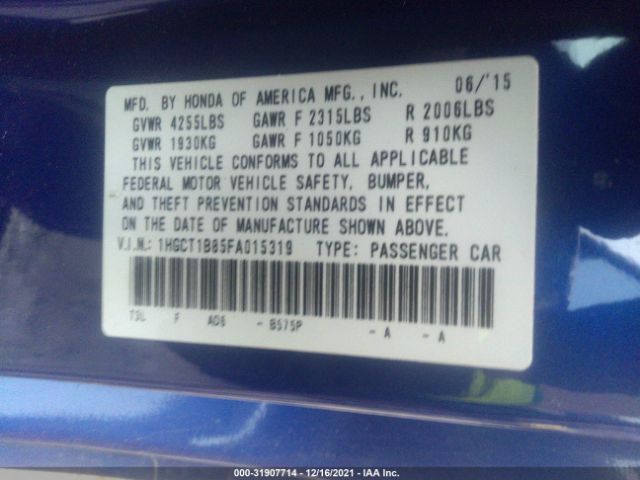 MFD. BY HONDA OF AMERICA MFG., INC. 06/'15
GVWR 4255LBS GAWR F 2315LBS R 2006LBS
GVWR 1930KG GAWR F 1050KG R 910KG
THIS VEHICLE CONFORMS TO ALL APPLICABLE
FEDERAL MOTOR VEHICLE SAFETY, BUMPER,
AND THEFT PREVENTION STANDARDS IN EFFECT
ON THE DATE OF MANUFACTURE SHOWN ABOVE.
V.I.N.: 1HGCT1B85FA015319 TYPE: PASSENGER CAR
T3L F AO6 - B575P - A - A
000-31907714 - 12/16/2021 - IAA Inc.